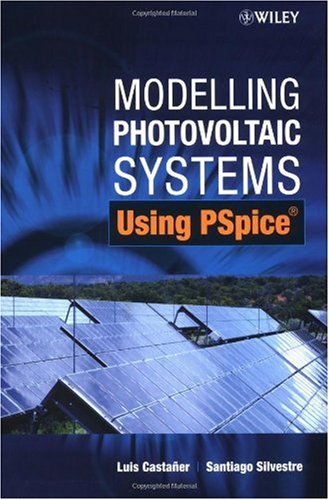 WILEY
MODELLING
PHOTOVOLTAIC
SYSTEMS
Using PSpice®
Luis Castañer | Santiago Silvestre